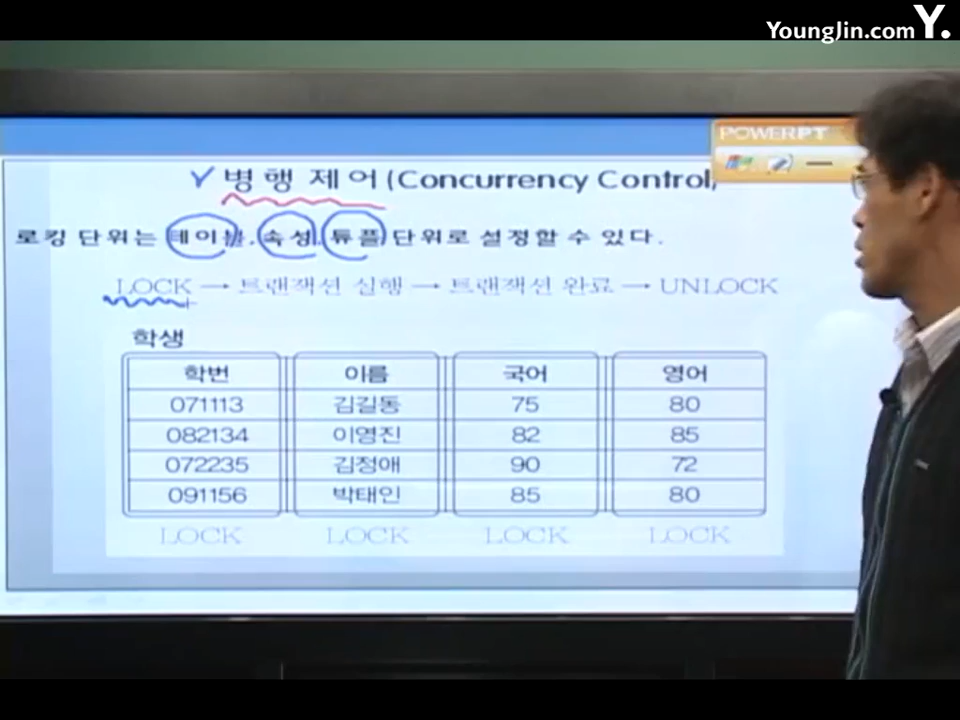 YoungJin.com Y.
POWERPT
병행 제어(Concurrency Control)
로킹 단위는 테이블, 속성, 튜플 단위로 설정할 수 있다.
LOCK → 트랜잭션 실행 → 트랜잭션 완료 → UNLOCK
학생
학번 이름 국어 영어
071113 김길동 75 80
082134 이영진 82 85
072235 김정애 90 72
091156 박태인 85 80
LOCK LOCK LOCK LOCK